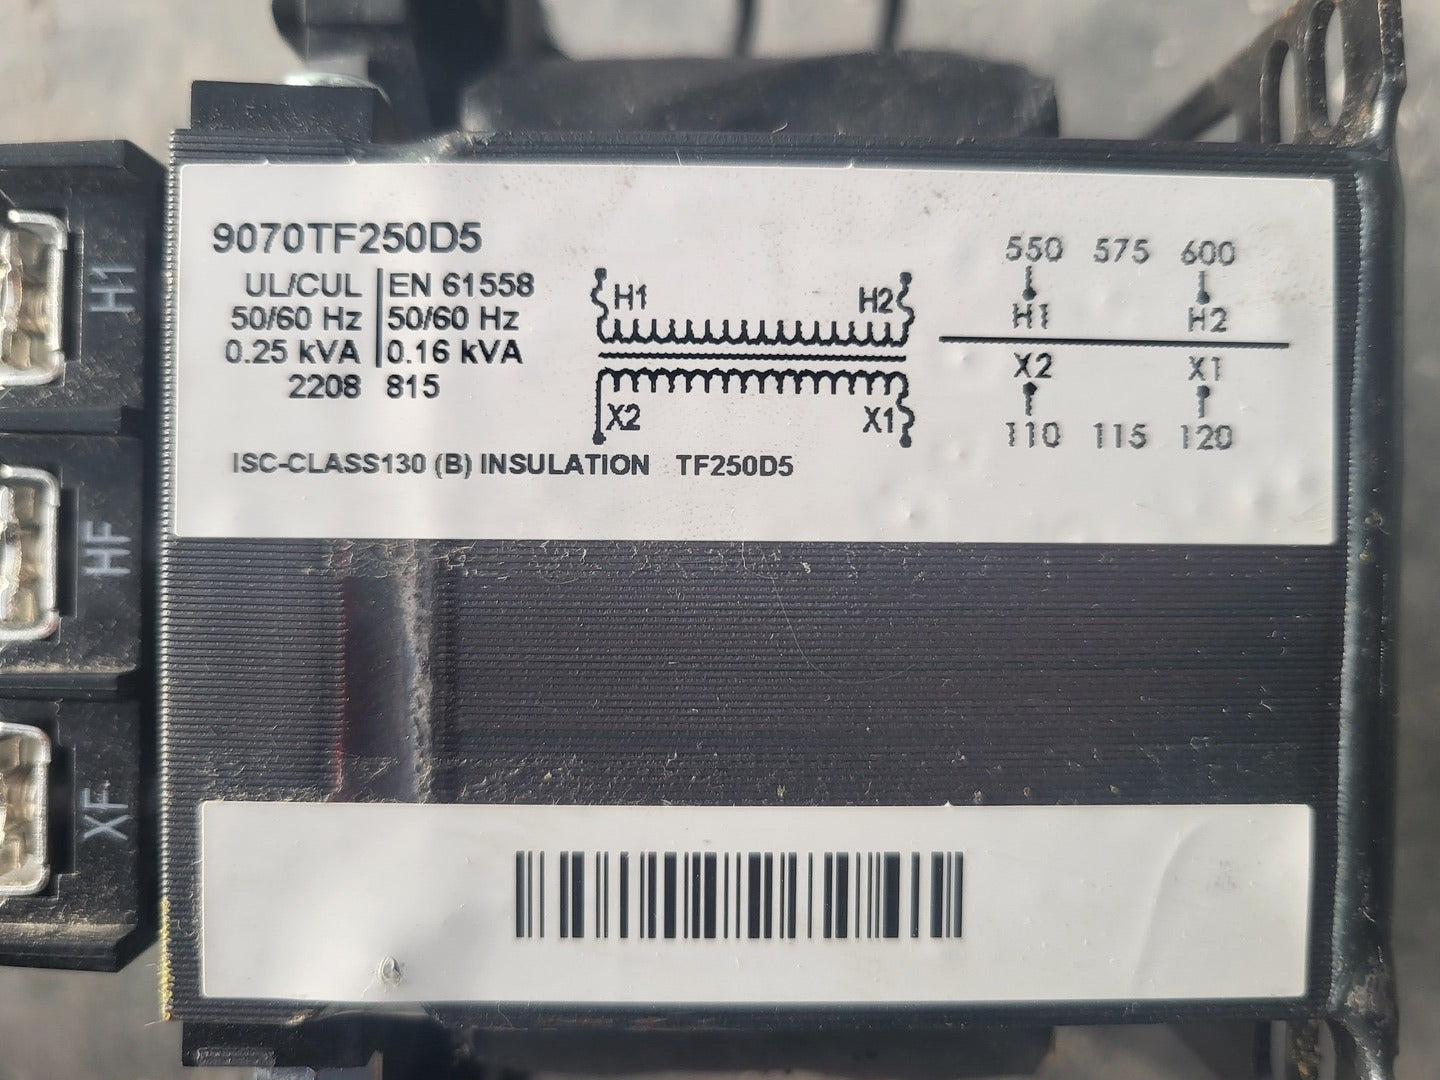 9070TF250D5
UL/CUL EN 61558
50/60 Hz 50/60 Hz
0.25 kVA 0.16 kVA
2208 815
H1 H2
X2 X1
550 575 600
H1 H2
X2 X1
110 115 120
ISC-CLASS130 (B) INSULATION TF250D5
H1
HF
XF